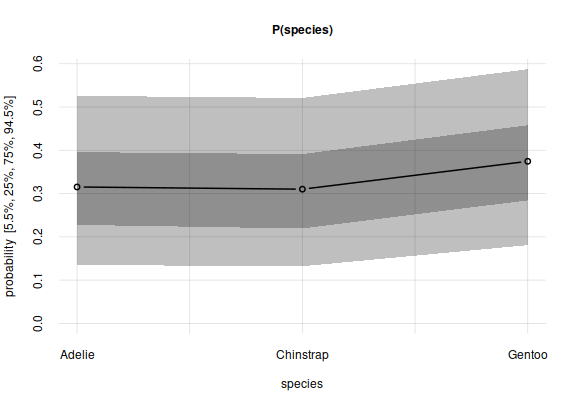 P(species)
probability  [5.5%, 25%, 75%, 94.5%]
0.6
0.5
0.4
0.3
0.2
0.1
0.0
Adelie Chinstrap Gentoo
species